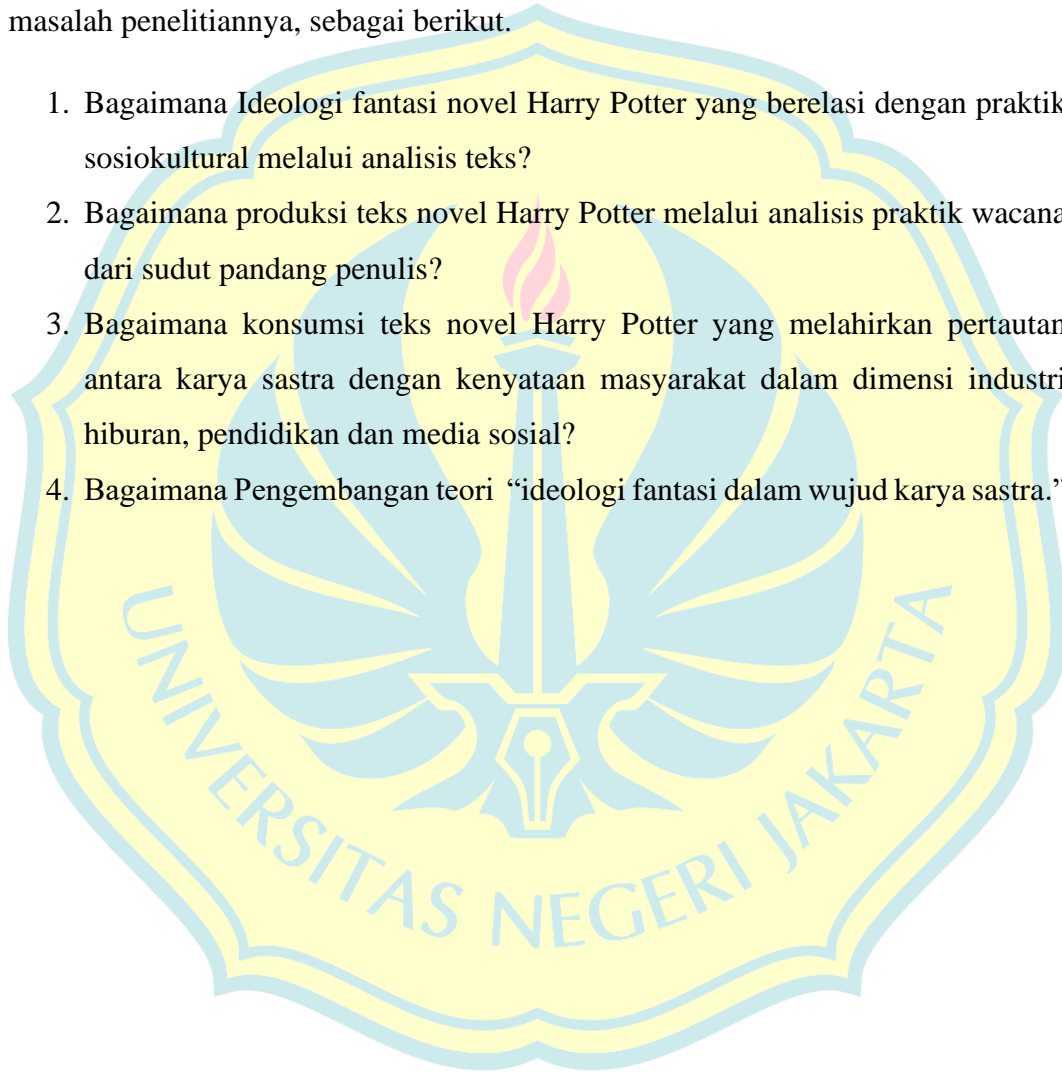 masalah penelitiannya, sebagai berikut.
1. Bagaimana Ideologi fantasi novel Harry Potter yang berelasi dengan praktik
sosiokultural melalui analisis teks?
2. Bagaimana produksi teks novel Harry Potter melalui analisis praktik wacana
dari sudut pandang penulis?
3. Bagaimana konsumsi teks novel Harry Potter yang melahirkan pertautan
antara karya sastra dengan kenyataan masyarakat dalam dimensi industri
hiburan, pendidikan dan media sosial?
4. Bagaimana Pengembangan teori “ideologi fantasi dalam wujud karya sastra.”
UNIVERSITAS NEGERI JAKARTA